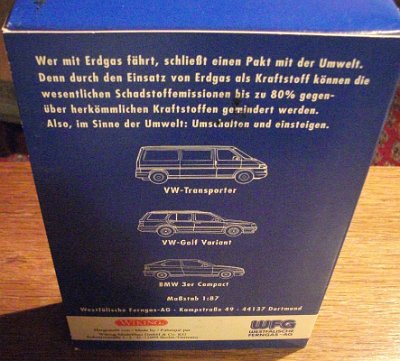 Wer mit Erdgas fährt, schließt einen Pakt mit der Umwelt.
Denn durch den Einsatz von Erdgas als Kraftstoff können die
wesentlichen Schadstoffemissionen bis zu 80% gegen-
über herkömmlichen Kraftstoffen gemindert werden.
Also, im Sinne der Umwelt: Umschalten und einsteigen.
VW-Transporter
VW-Golf Variant
BMW 3er Compact
Maßstab 1:87
Westfälische Ferngas-AG · Kampstraße 49 · 44137 Dortmund
WIKING
WFG
WESTFÄLISCHE
FERNGAS-AG